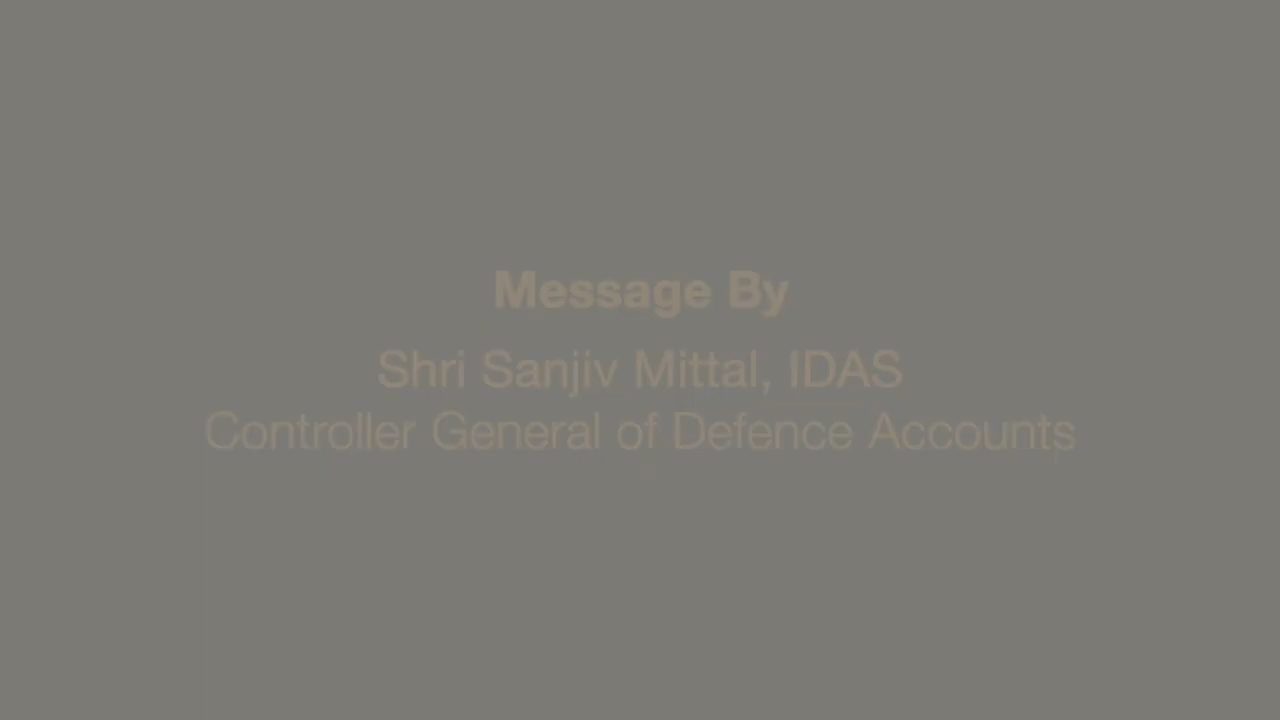 Message By
Shri Sanjiv Mittal, IDAS
Controller General of Defence Accounts